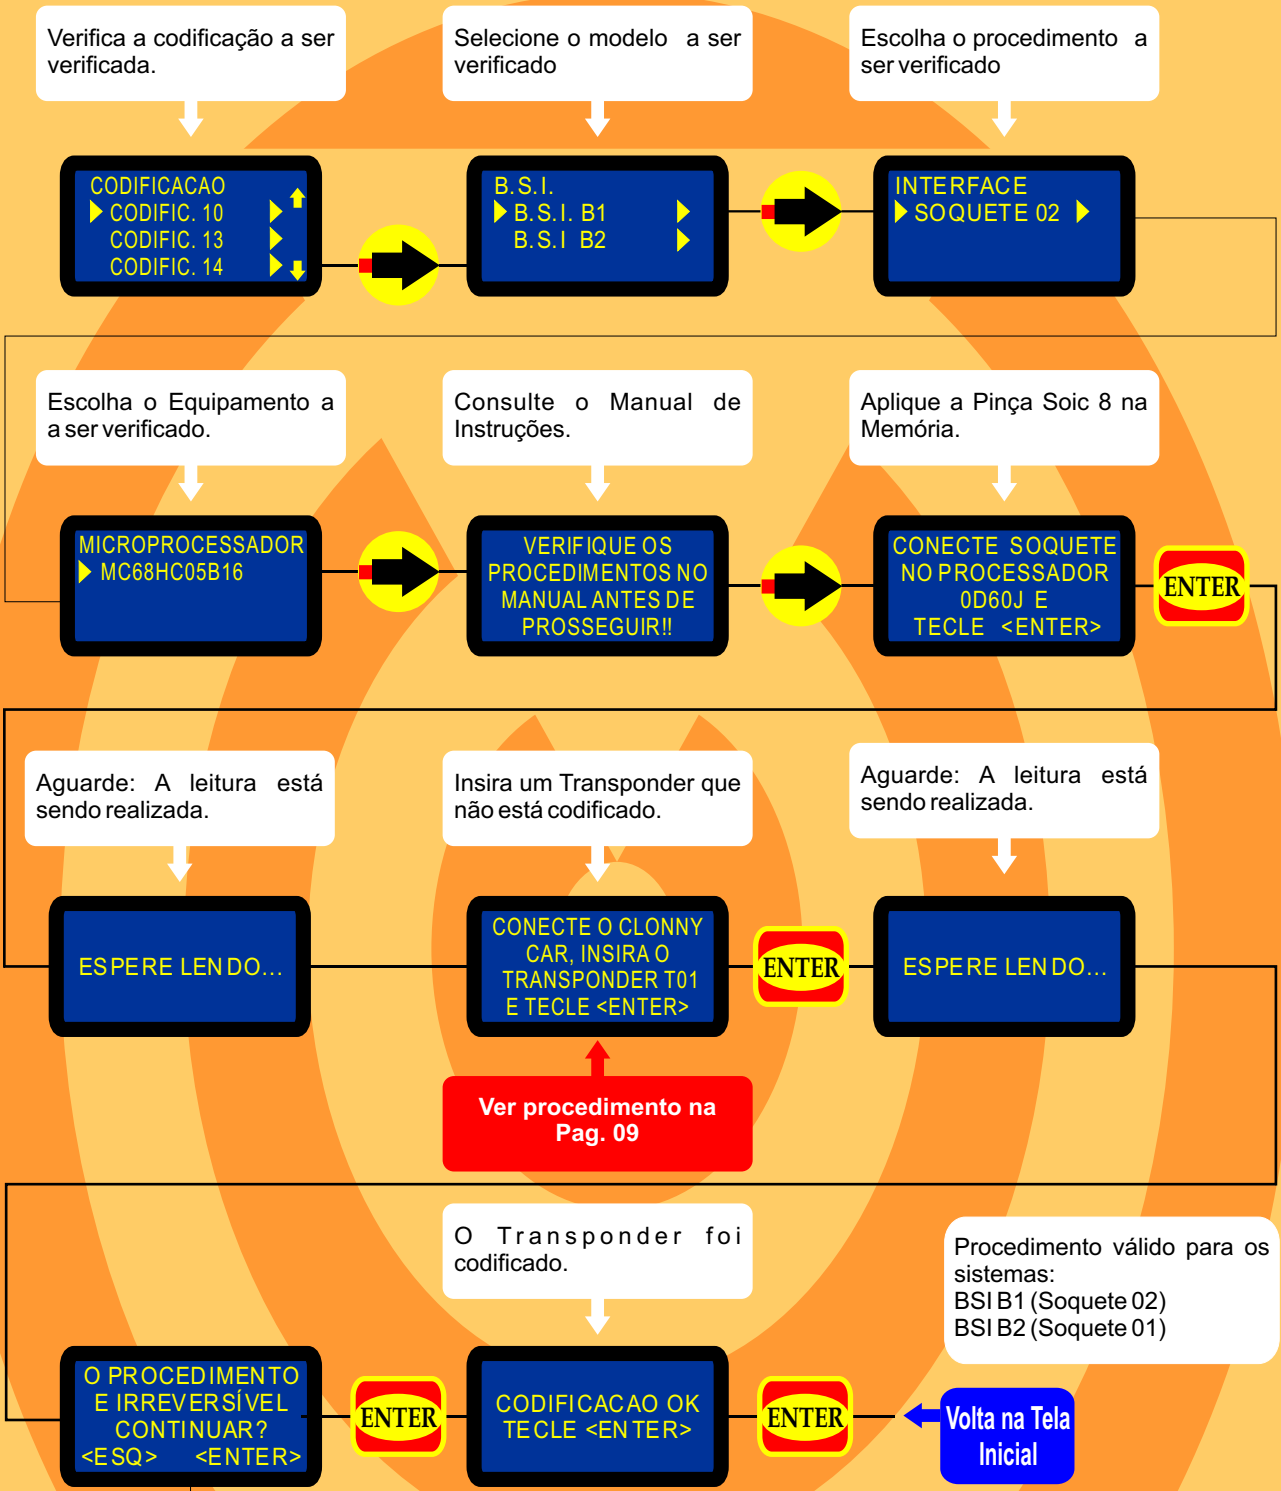 Verifica a codificação a ser
verificada.
Selecione o modelo a ser
verificado
Escolha o procedimento a
ser verificado
CODIFICACAO
CODIFIC. 10
CODIFIC. 13
CODIFIC. 14
B.S.I.
B.S.I. B1
B.S.I B2
INTERFACE
SOQUETE 02
Escolha o Equipamento a
a ser verificado.
Consulte o Manual de
Instruções.
Aplique a Pinça Soic 8 na
Memória.
MICROPROCESSADOR
MC68HC05B16
VERIFIQUE OS
PROCEDIMENTOS NO
MANUAL ANTES DE
PROSSEGUIR!!
CONECTE SOQUETE
NO PROCESSADOR
0D60J E
TECLE <ENTER>
ENTER
Aguarde: A leitura está
sendo realizada.
Insira um Transponder que
não está codificado.
Aguarde: A leitura está
sendo realizada.
ESPERE LENDO...
CONECTE O CLONNY
CAR, INSIRA O
TRANSPONDER T01
E TECLE <ENTER>
ENTER
ESPERE LENDO...
Ver procedimento na
Pag. 09
O Transponder foi
codificado.
Procedimento válido para os
sistemas:
BSI B1 (Soquete 02)
BSI B2 (Soquete 01)
O PROCEDIMENTO
E IRREVERSÍVEL
CONTINUAR?
<ESQ> <ENTER>
ENTER
CODIFICACAO OK
TECLE <ENTER>
ENTER
Volta na Tela
Inicial